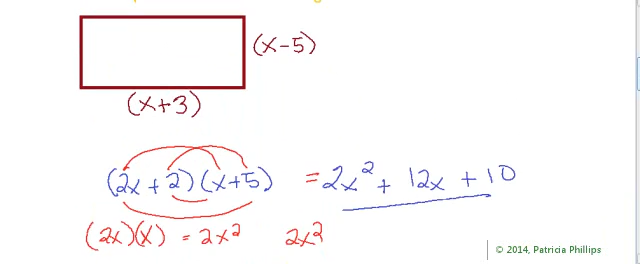 (x-5)
(x+3)
(2x+2)(x+5) = 2x² + 12x + 10
(2x)(x) = 2x² 2x²
© 2014, Patricia Phillips